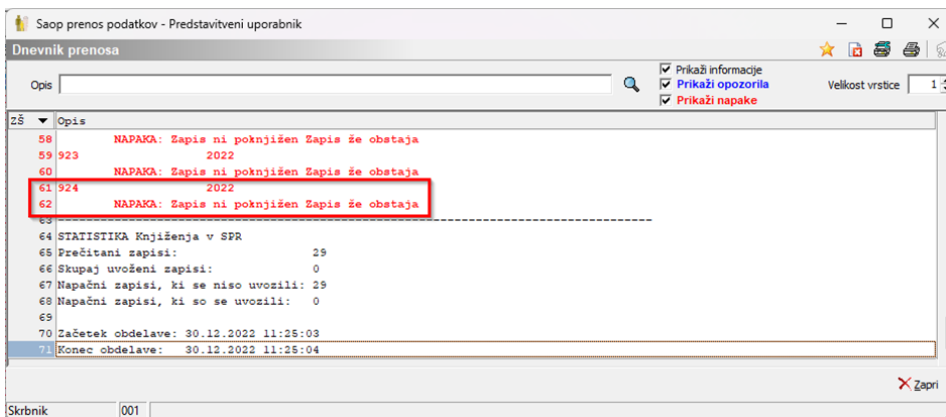 Saop prenos podatkov - Predstavitveni uporabnik
Dnevnik prenosa
Opis
Prikaži informacije
Prikaži opozorila
Prikaži napake
Velikost vrstice 1
ZŠ Opis
58 NAPAKA: Zapis ni poknjižen Zapis že obstaja
59 923 2022
60 NAPAKA: Zapis ni poknjižen Zapis že obstaja
61 924 2022
62 NAPAKA: Zapis ni poknjižen Zapis že obstaja
63 --------------------------------------------------------------------------------
64 STATISTIKA Knjiženja v SPR
65 Prečitani zapisi: 29
66 Skupaj uvoženi zapisi: 0
67 Napačni zapisi, ki se niso uvozili: 29
68 Napačni zapisi, ki so se uvozili: 0
69
70 Začetek obdelave: 30.12.2022 11:25:03
71 Konec obdelave: 30.12.2022 11:25:04
Zapri
Skrbnik 001